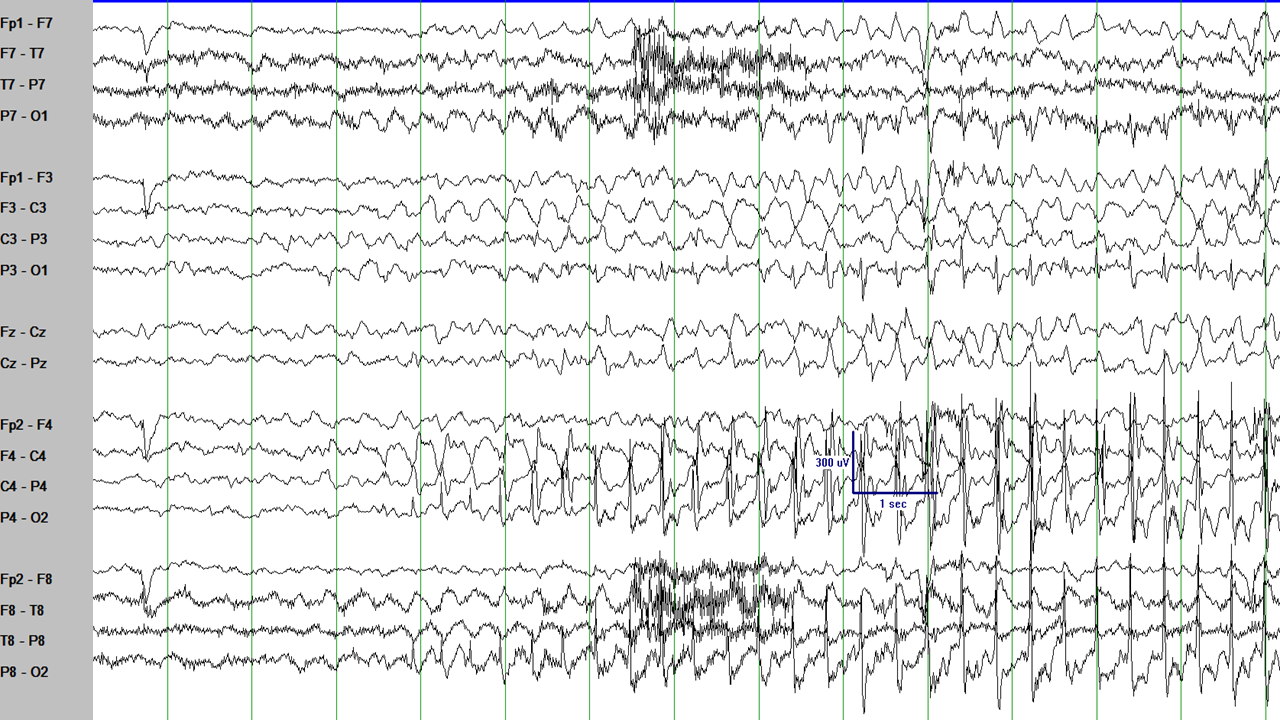 Fp1 - F7
F7 - T7
T7 - P7
P7 - O1
Fp1 - F3
F3 - C3
C3 - P3
P3 - O1
Fz - Cz
Cz - Pz
Fp2 - F4
F4 - C4
C4 - P4
P4 - O2
Fp2 - F8
F8 - T8
T8 - P8
P8 - O2
300 uV
1 sec